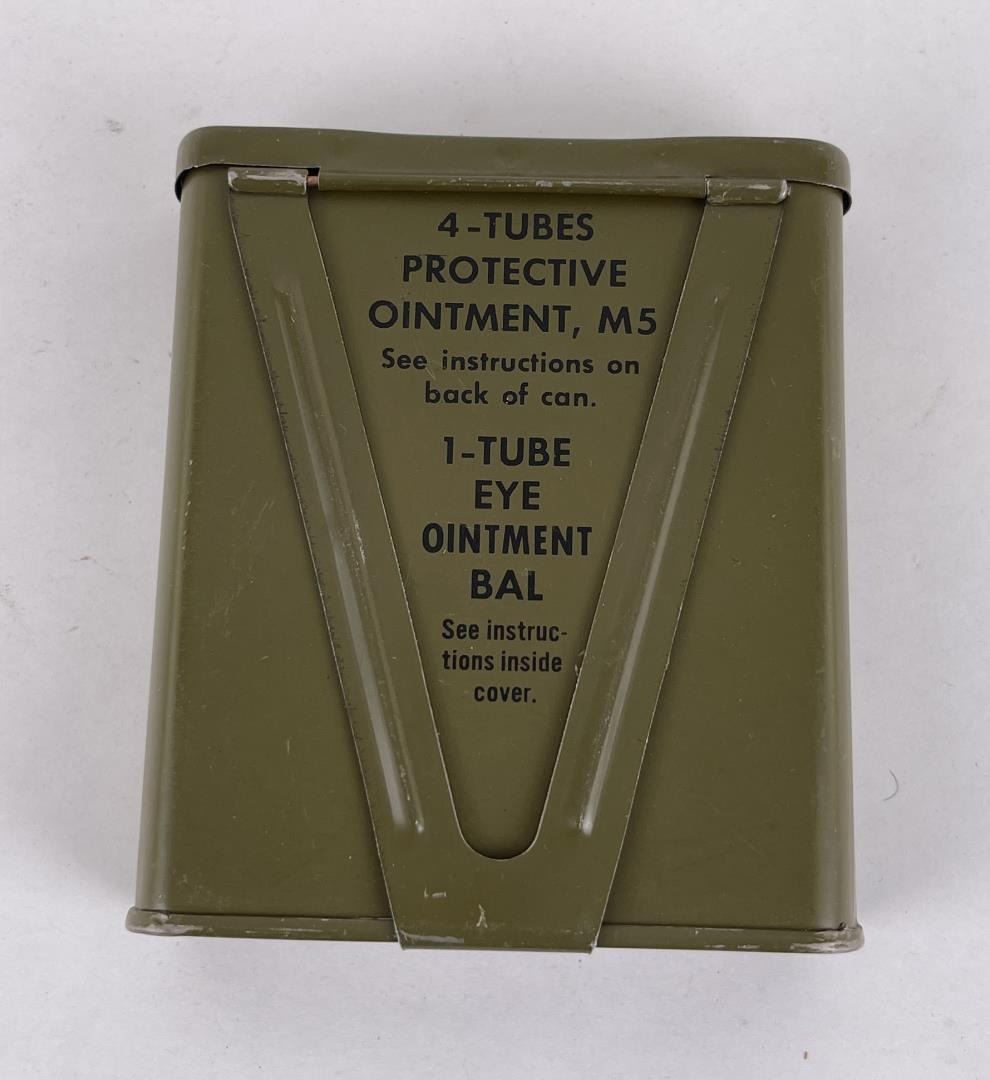 4-TUBES
PROTECTIVE
OINTMENT, M5
See instructions on
back of can.
1-TUBE
EYE
OINTMENT
BAL
See instruc-
tions inside
cover.